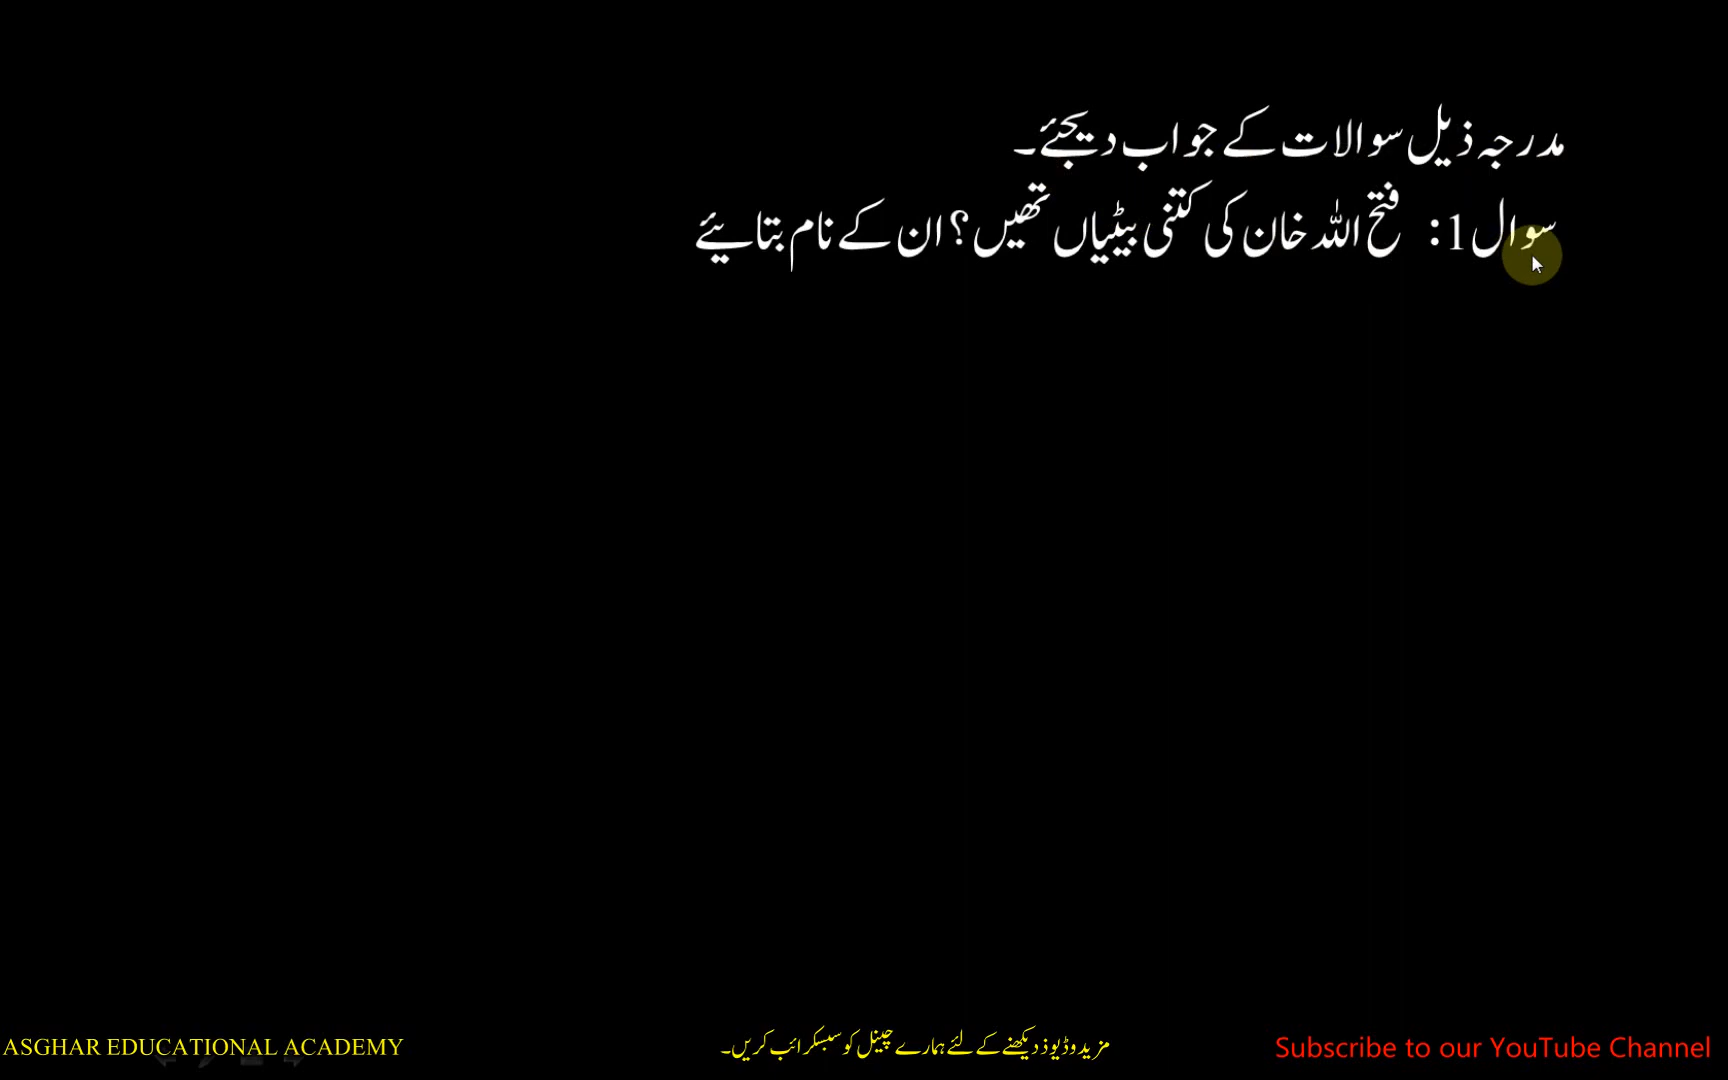 مدرجہ ذیل سوالات کے جواب دیجئے۔
سوال 1: فتح اللہ خان کی کتنی بیٹیاں تھیں؟ ان کے نام بتایئے
ASGHAR EDUCATIONAL ACADEMY
مزید وڈیوذ دیکھنے کے لئے ہمارے چینل کو سبسکرائب کریں۔
Subscribe to our YouTube Channel